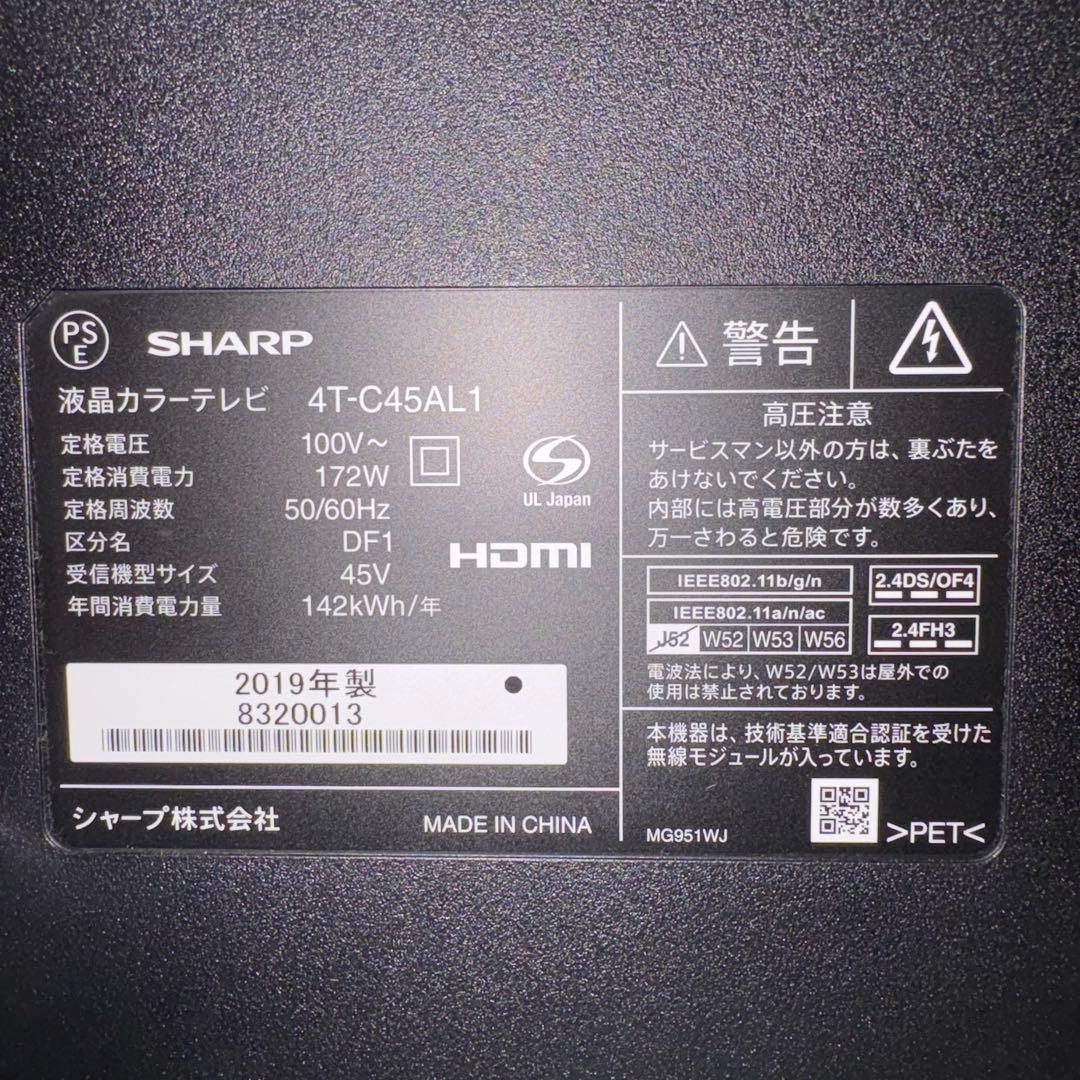 PS
E
SHARP
液晶カラーテレビ 4T-C45AL1
定格電圧 100V~
定格消費電力 172W
定格周波数 50/60Hz
区分名 DF1
受信機型サイズ 45V
年間消費電力量 142kWh/年
UL Japan
HDMI
2019年製
8320013
シャープ株式会社 MADE IN CHINA
警告
高圧注意
サービスマン以外の方は、裏ぶたを
あけないでください。
内部には高電圧部分が数多くあり、
万一さわると危険です。
IEEE802.11b/g/n 2.4DS/OF4
IEEE802.11a/n/ac
J52 W52 W53 W56 2.4FH3
電波法により、W52/W53は屋外での
使用は禁止されております。
本機器は、技術基準適合認証を受けた
無線モジュールが入っています。
MG951WJ >PET<